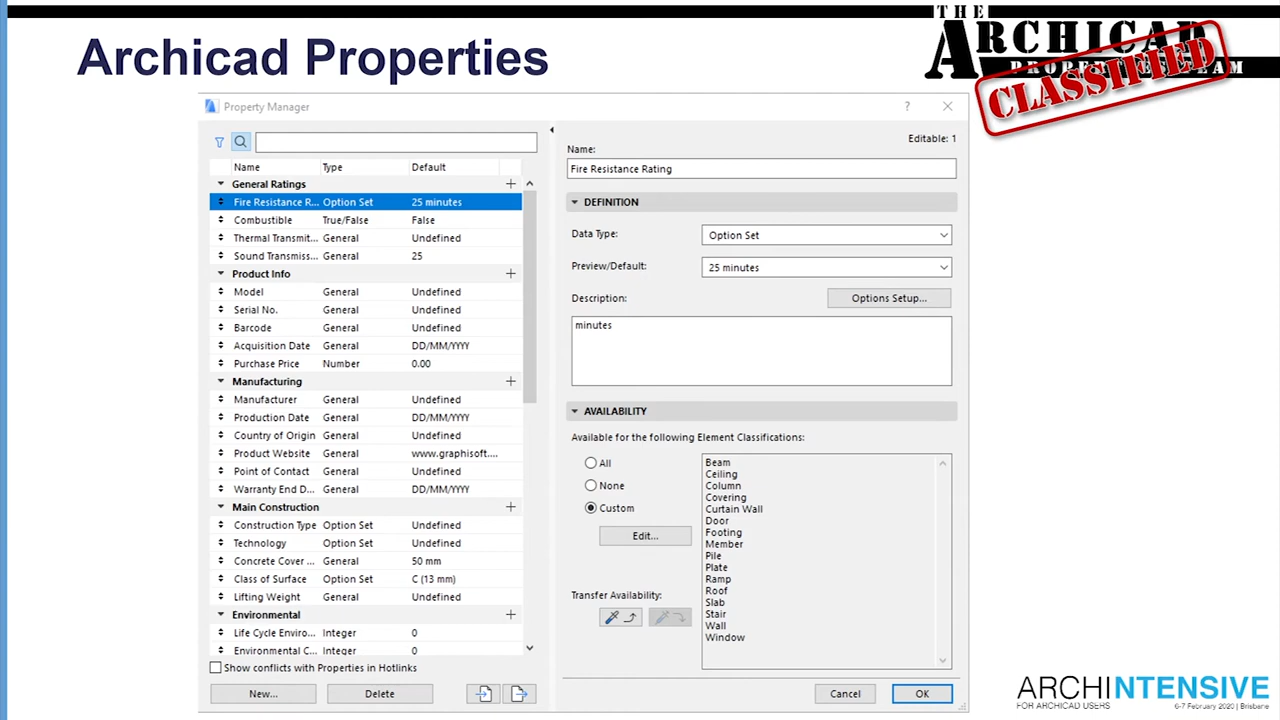 THE
ARCHICAD
CLASSIFIED
Archicad Properties
Property Manager
?
Editable: 1
Name Type Default
General Ratings
Fire Resistance R... Option Set 25 minutes
Combustible True/False False
Thermal Transmit... General Undefined
Sound Transmiss... General 25
Product Info
Model General Undefined
Serial No. General Undefined
Barcode General Undefined
Acquisition Date General DD/MM/YYYY
Purchase Price Number 0.00
Manufacturing
Manufacturer General Undefined
Production Date General DD/MM/YYYY
Country of Origin General Undefined
Product Website General www.graphisoft....
Point of Contact General Undefined
Warranty End D... General DD/MM/YYYY
Main Construction
Construction Type Option Set Undefined
Technology Option Set Undefined
Concrete Cover ... General 50 mm
Class of Surface Option Set C (13 mm)
Lifting Weight General Undefined
Environmental
Life Cycle Enviro... Integer 0
Environmental C... Integer 0
Show conflicts with Properties in Hotlinks
New... Delete
Name:
Fire Resistance Rating
DEFINITION
Data Type: Option Set
Preview/Default: 25 minutes
Description: Options Setup...
minutes
AVAILABILITY
Available for the following Element Classifications:
All
None
Custom
Edit...
Transfer Availability:
Beam
Ceiling
Column
Covering
Curtain Wall
Door
Footing
Member
Pile
Plate
Ramp
Roof
Slab
Stair
Wall
Window
Cancel OK
ARCHINTENSIVE
FOR ARCHICAD USERS 6-7 February 2020 | Brisbane